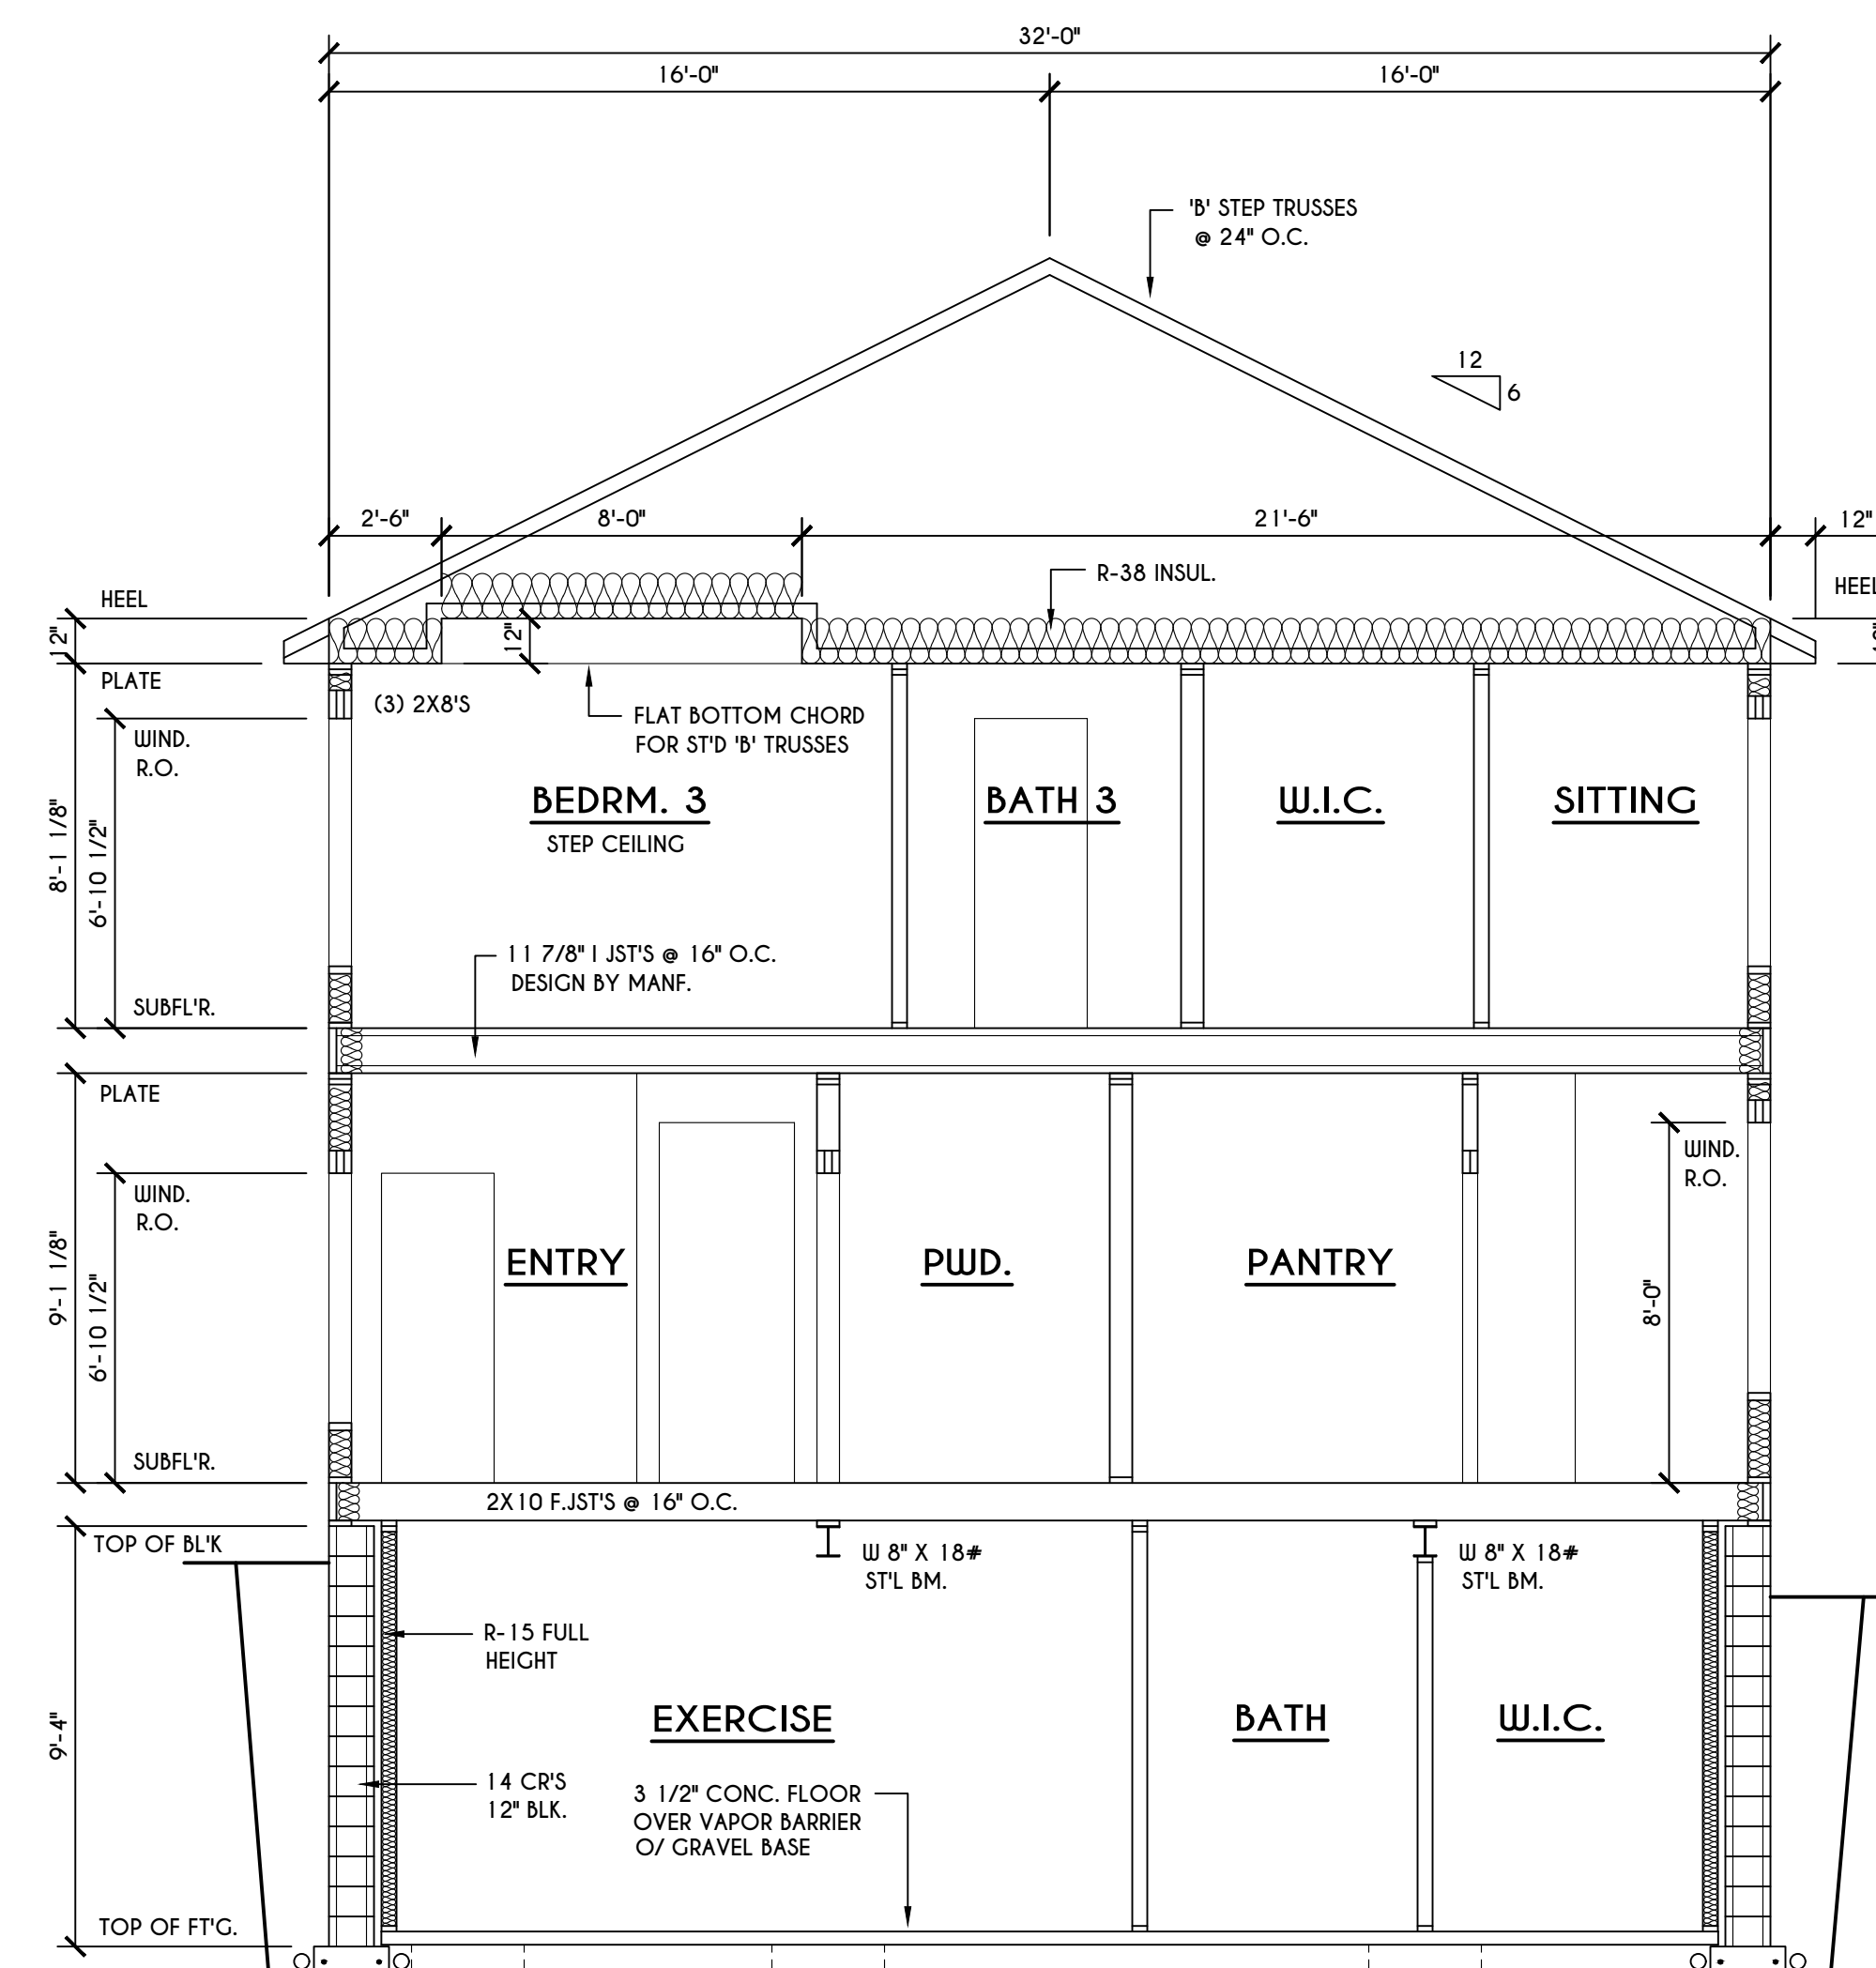 32'-0"
16'-0"
16'-0"
'B' STEP TRUSSES
@ 24" O.C.
12
6
2'-6"
8'-0"
21'-6"
12"
R-38 INSUL.
HEEL
HEEL
12"
12"
PLATE
(3) 2X8'S
FLAT BOTTOM CHORD
FOR ST'D 'B' TRUSSES
WIND.
R.O.
BEDRM. 3
STEP CEILING
BATH 3
W.I.C.
SITTING
8'-1 1/8"
6'-10 1/2"
11 7/8" I JST'S @ 16" O.C.
DESIGN BY MANF.
SUBFL'R.
PLATE
WIND.
R.O.
WIND.
R.O.
ENTRY
PWD.
PANTRY
9'-1 1/8"
6'-10 1/2"
8'-0"
SUBFL'R.
2X10 F.JST'S @ 16" O.C.
TOP OF BL'K
W 8" X 18#
ST'L BM.
W 8" X 18#
ST'L BM.
R-15 FULL
HEIGHT
EXERCISE
BATH
W.I.C.
9'-4"
14 CR'S
12" BLK.
3 1/2" CONC. FLOOR
OVER VAPOR BARRIER
O/ GRAVEL BASE
TOP OF FT'G.